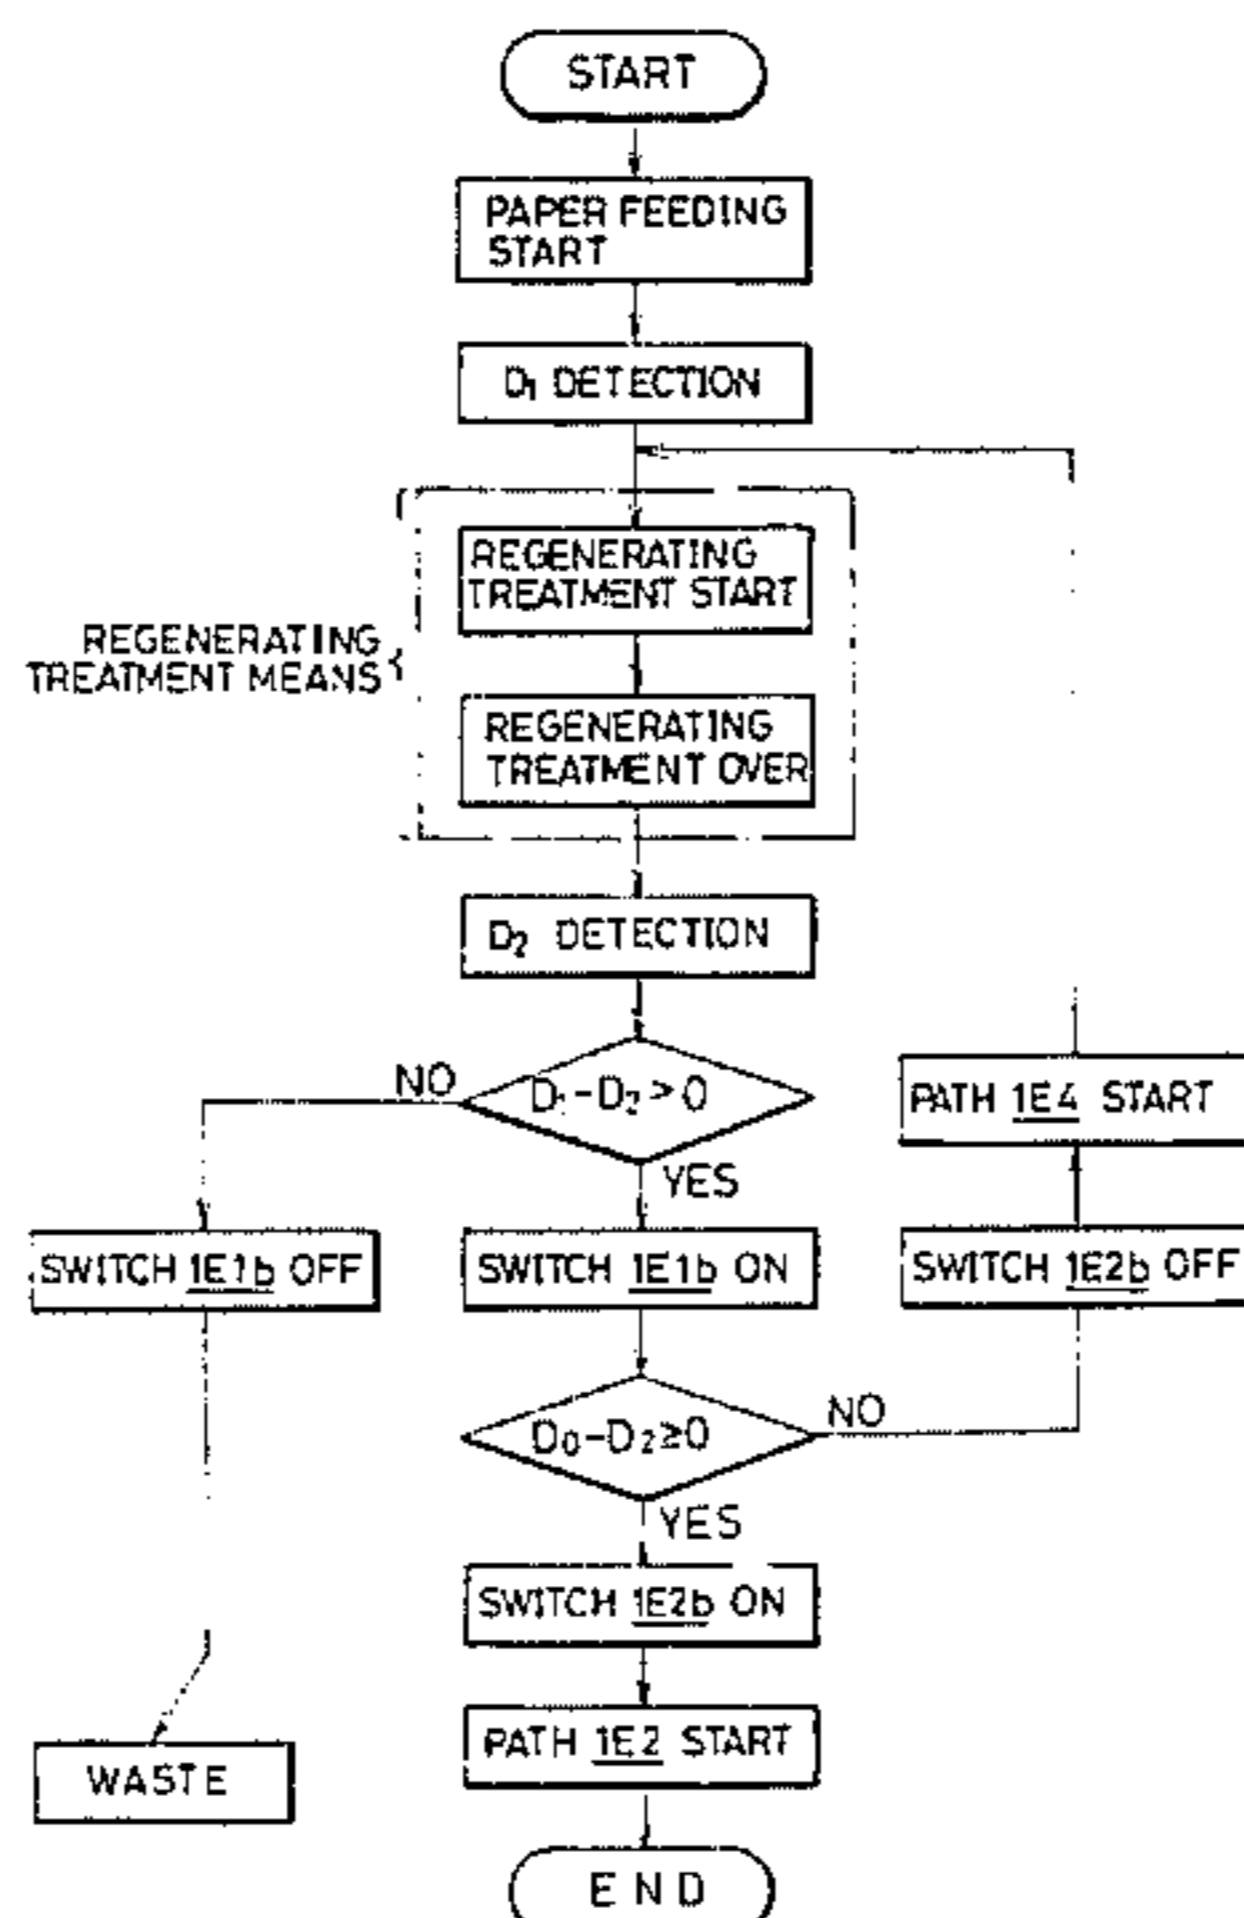 START
PAPER FEEDING
START
D1 DETECTION
REGENERATING
TREATMENT START
REGENERATING
TREATMENT MEANS
REGENERATING
TREATMENT OVER
D2 DETECTION
NO
D1-D2>0
YES
PATH 1E4 START
SWITCH 1E1b OFF
SWITCH 1E1b ON
SWITCH 1E2b OFF
D0-D2≥0
NO
YES
SWITCH 1E2b ON
PATH 1E2 START
WASTE
END